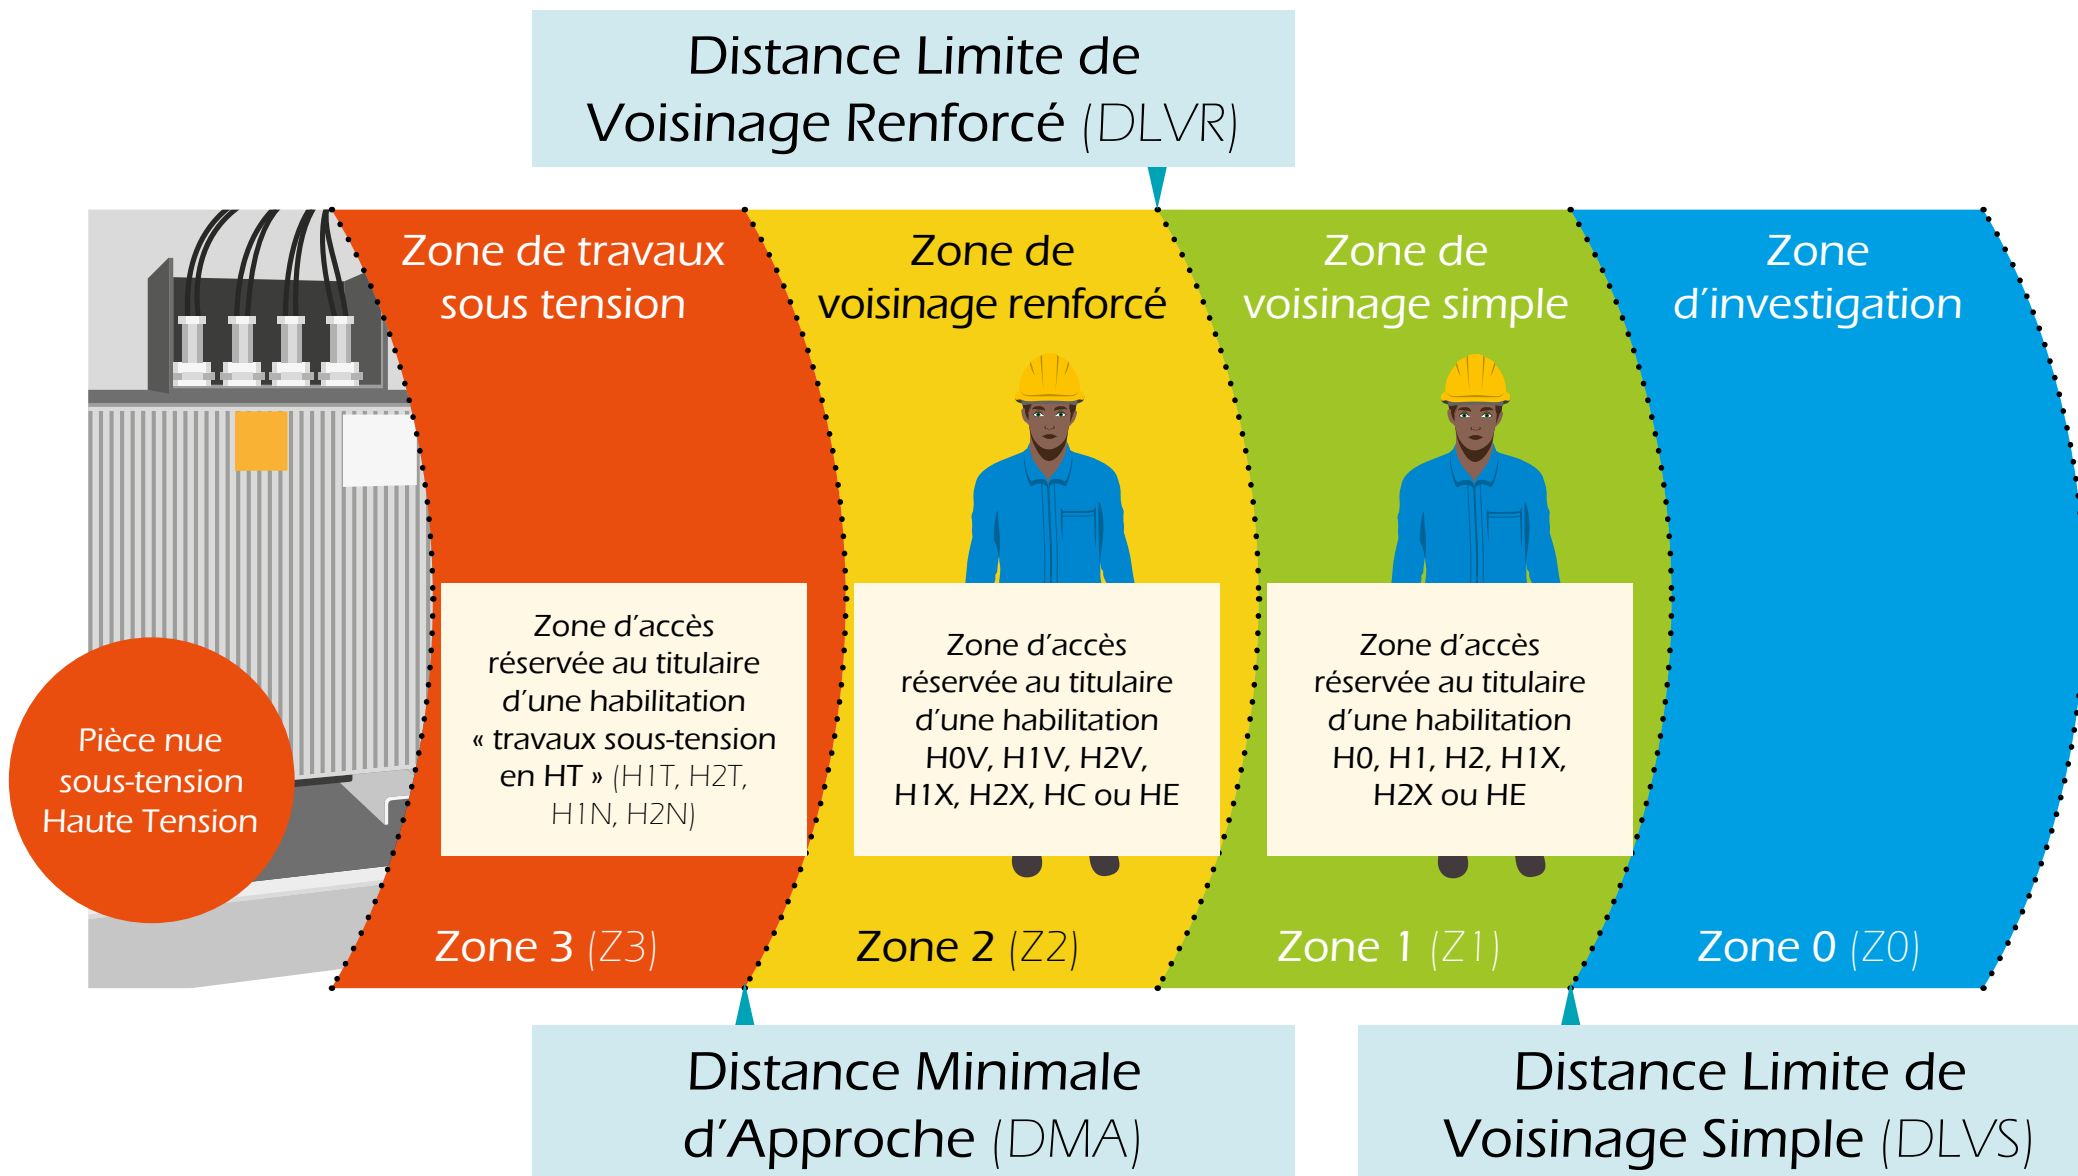 Distance Limite de
Voisinage Renforcé (DLVR)
Zone de travaux
sous tension
Zone de
voisinage renforcé
Zone de
voisinage simple
Zone
d'investigation
Pièce nue
sous-tension
Haute Tension
Zone d'accès
réservée au titulaire
d'une habilitation
« travaux sous-tension
en HT » (H1T, H2T,
H1N, H2N)
Zone d'accès
réservée au titulaire
d'une habilitation
H0V, H1V, H2V,
H1X, H2X, HC ou HE
Zone d'accès
réservée au titulaire
d'une habilitation
H0, H1, H2, H1X,
H2X ou HE
Zone 3 (Z3)
Zone 2 (Z2)
Zone 1 (Z1)
Zone 0 (Z0)
Distance Minimale
d'Approche (DMA)
Distance Limite de
Voisinage Simple (DLVS)